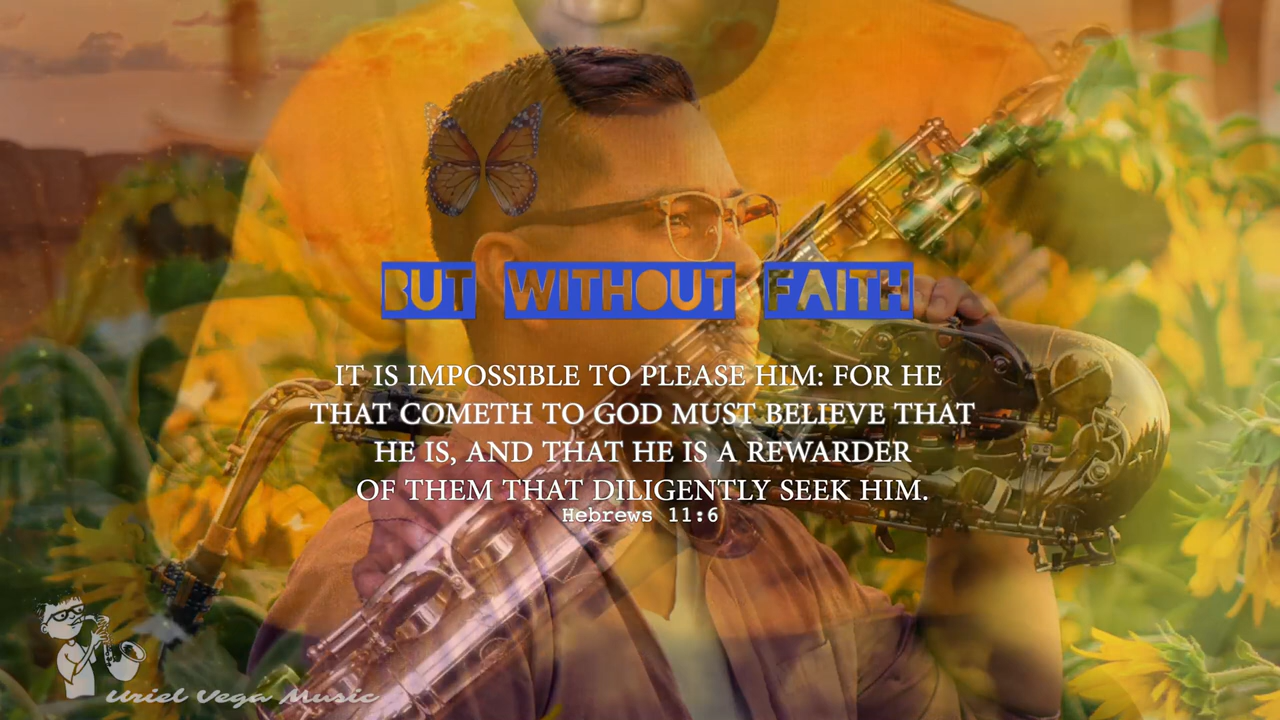 BUT WITHOUT FAITH
IT IS IMPOSSIBLE TO PLEASE HIM: FOR HE
THAT COMETH TO GOD MUST BELIEVE THAT
HE IS, AND THAT HE IS A REWARDER
OF THEM THAT DILIGENTLY SEEK HIM.
Hebrews 11:6
Uriel Vega Music